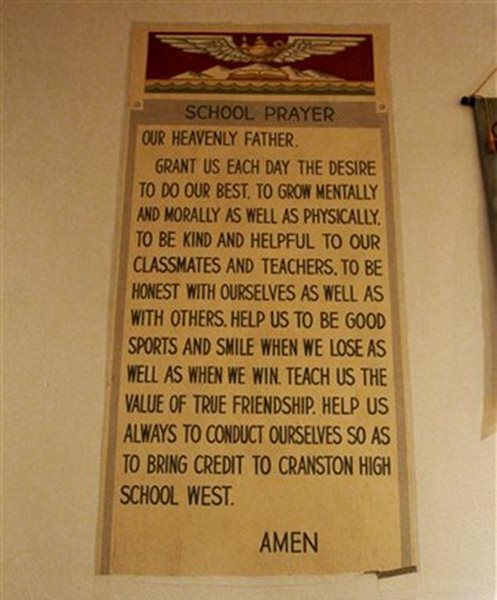 SCHOOL PRAYER
OUR HEAVENLY FATHER.
GRANT US EACH DAY THE DESIRE
TO DO OUR BEST, TO GROW MENTALLY
AND MORALLY AS WELL AS PHYSICALLY,
TO BE KIND AND HELPFUL TO OUR
CLASSMATES AND TEACHERS, TO BE
HONEST WITH OURSELVES AS WELL AS
WITH OTHERS. HELP US TO BE GOOD
SPORTS AND SMILE WHEN WE LOSE AS
WELL AS WHEN WE WIN. TEACH US THE
VALUE OF TRUE FRIENDSHIP. HELP US
ALWAYS TO CONDUCT OURSELVES SO AS
TO BRING CREDIT TO CRANSTON HIGH
SCHOOL WEST.
AMEN